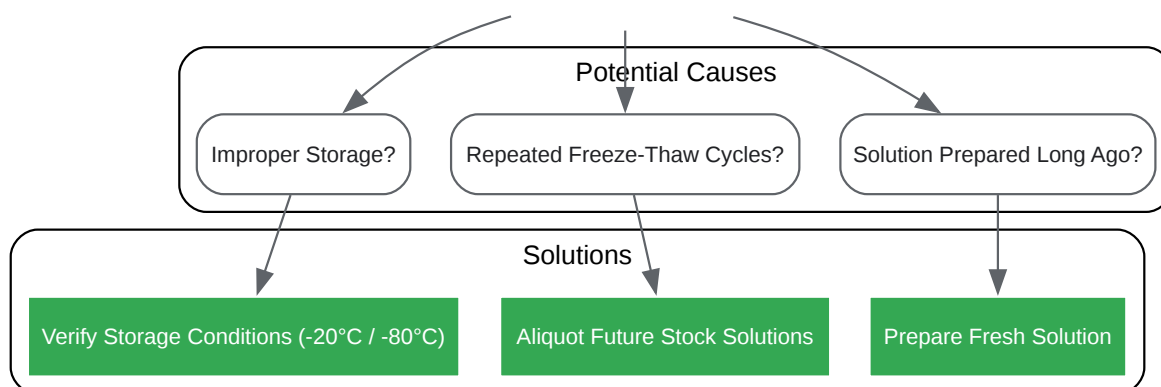 Potential Causes
Improper Storage?
Repeated Freeze-Thaw Cycles?
Solution Prepared Long Ago?
Solutions
Verify Storage Conditions (-20°C / -80°C)
Aliquot Future Stock Solutions
Prepare Fresh Solution